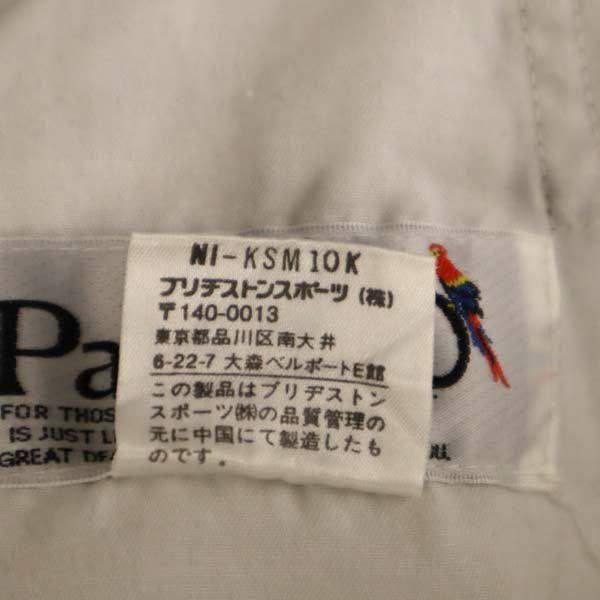 NI-KSM10K
ブリヂストンスポーツ(株)
〒140-0013
東京都品川区南大井
6-22-7 大森ベルポートE館
この製品はブリヂストン
スポーツ㈱の品質管理の
元に中国にて製造したも
のです。
Pa
FOR THOS
IS JUST L
GREAT DE